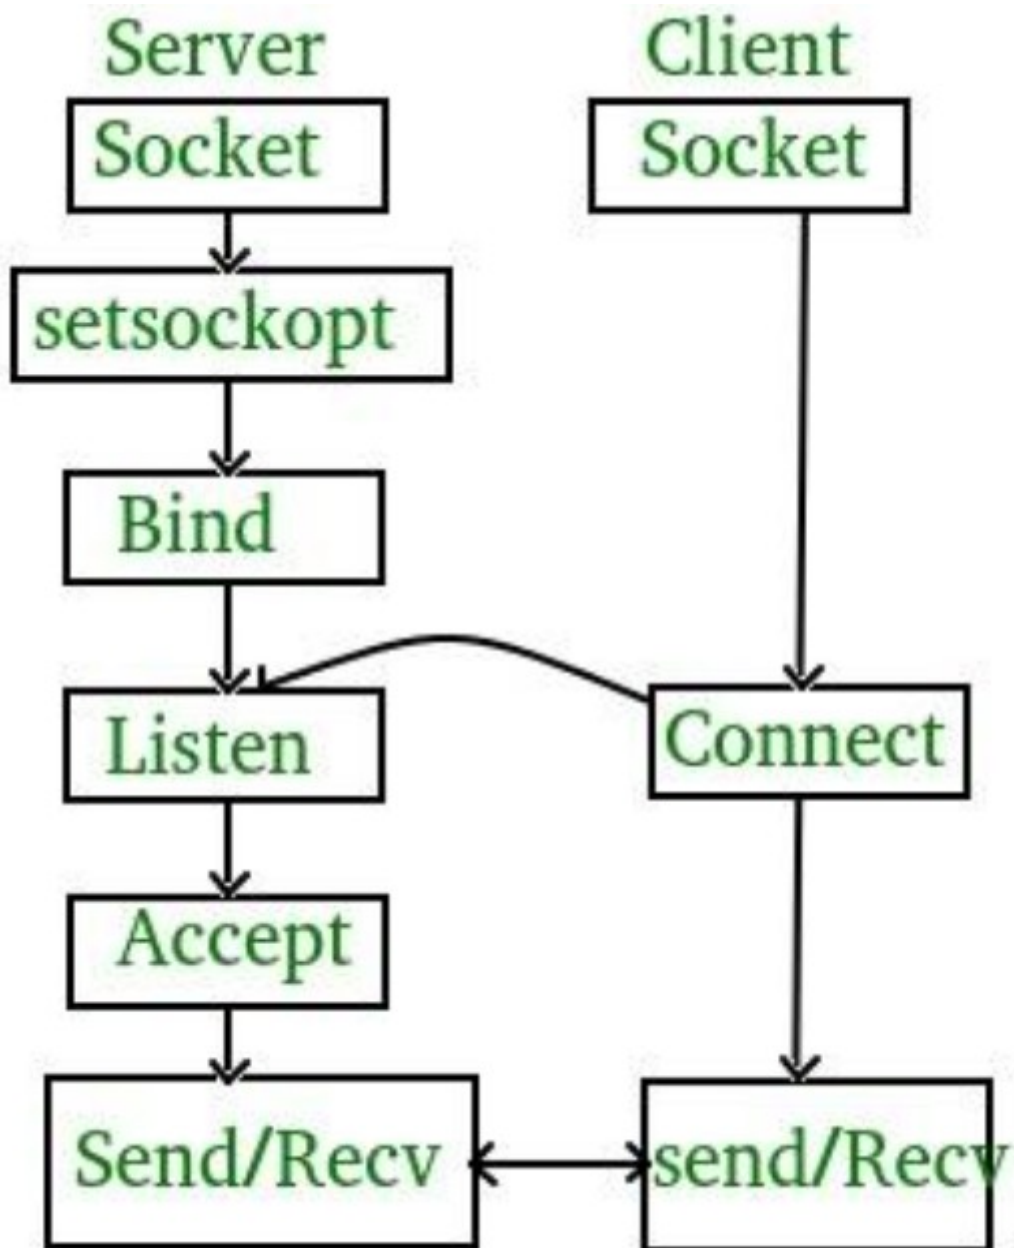 Server
Client
Socket
Socket
setsockopt
Bind
Listen
Connect
Accept
Send/Recv
send/Recv